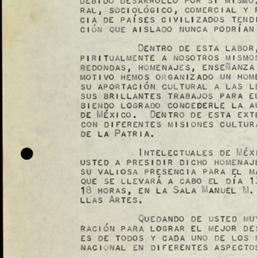 DEBIDO DESARROLLO POR SI MISMO,
RAL, SOCIOLÓGICO, COMERCIAL Y
CIA DE PAÍSES CIVILIZADOS TENDI
CIÓN QUE AISLADO NUNCA PODRÍAN
DENTRO DE ESTA LABOR,
PIRITUALMENTE A NOSOTROS MISMOS
REDONDAS, HOMENAJES, ENSEÑANZA
MOTIVO HEMOS ORGANIZADO UN HOME
SU APORTACIÓN CULTURAL A LAS L
SUS BRILLANTES TRABAJOS PARA EL
BIENDO LOGRADO CONCEDERLE LA AU
DE MÉXICO. DENTRO DE ESTA EXTE
CON DIFERENTES MISIONES CULTURA
DE LA PATRIA.
INTELECTUALES DE MÉXI
USTED A PRESIDIR DICHO HOMENAJE
SU VALIOSA PRESENCIA PARA EL MA
QUE SE LLEVARÁ A CABO EL DÍA 1
18 HORAS, EN LA SALA MANUEL M.
LLAS ARTES.
QUEDANDO DE USTED MUY
RACIÓN PARA LOGRAR EL MEJOR DES
ES DE TODOS Y CADA UNO DE LOS
NACIONAL EN DIFERENTES ASPECTOS